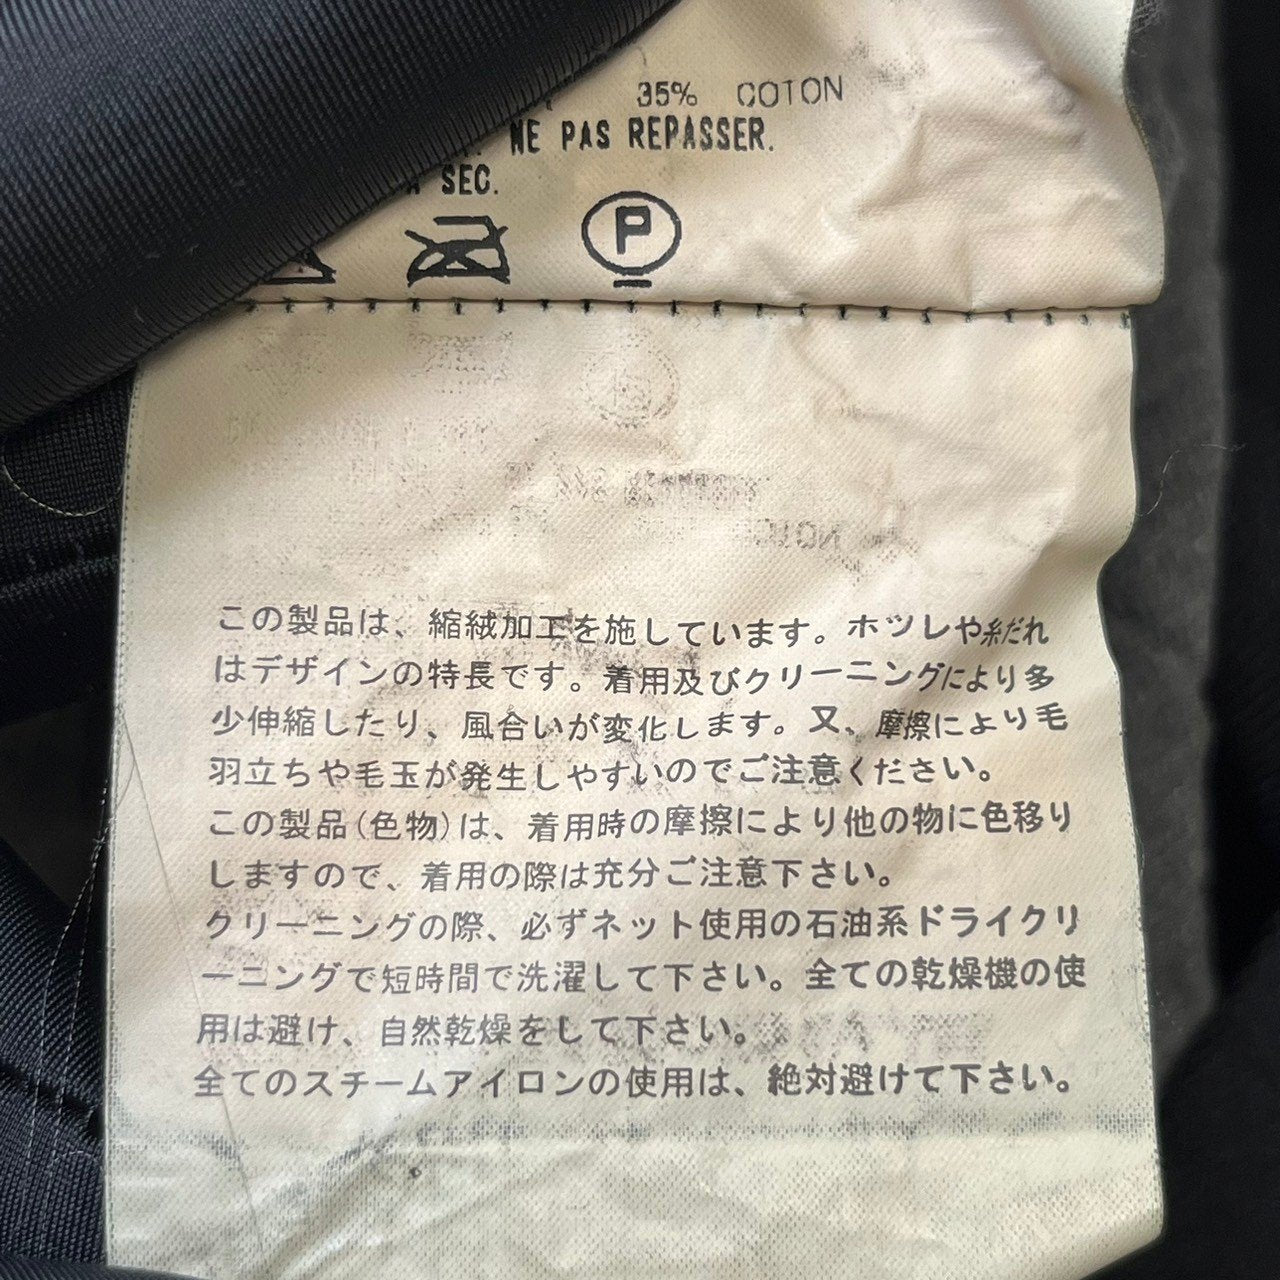 35% COTON
NE PAS REPASSER.
A SEC.
P
この製品は、縮絨加工を施しています。ホツレや糸だれ
はデザインの特長です。着用及びクリーニングにより多
少伸縮したり、風合いが変化します。又、摩擦により毛
羽立ちや毛玉が発生しやすいのでご注意ください。
この製品(色物)は、着用時の摩擦により他の物に色移り
しますので、着用の際は充分ご注意下さい。
クリーニングの際、必ずネット使用の石油系ドライクリ
ーニングで短時間で洗濯して下さい。全ての乾燥機の使
用は避け、自然乾燥をして下さい。
全てのスチームアイロンの使用は、絶対避けて下さい。